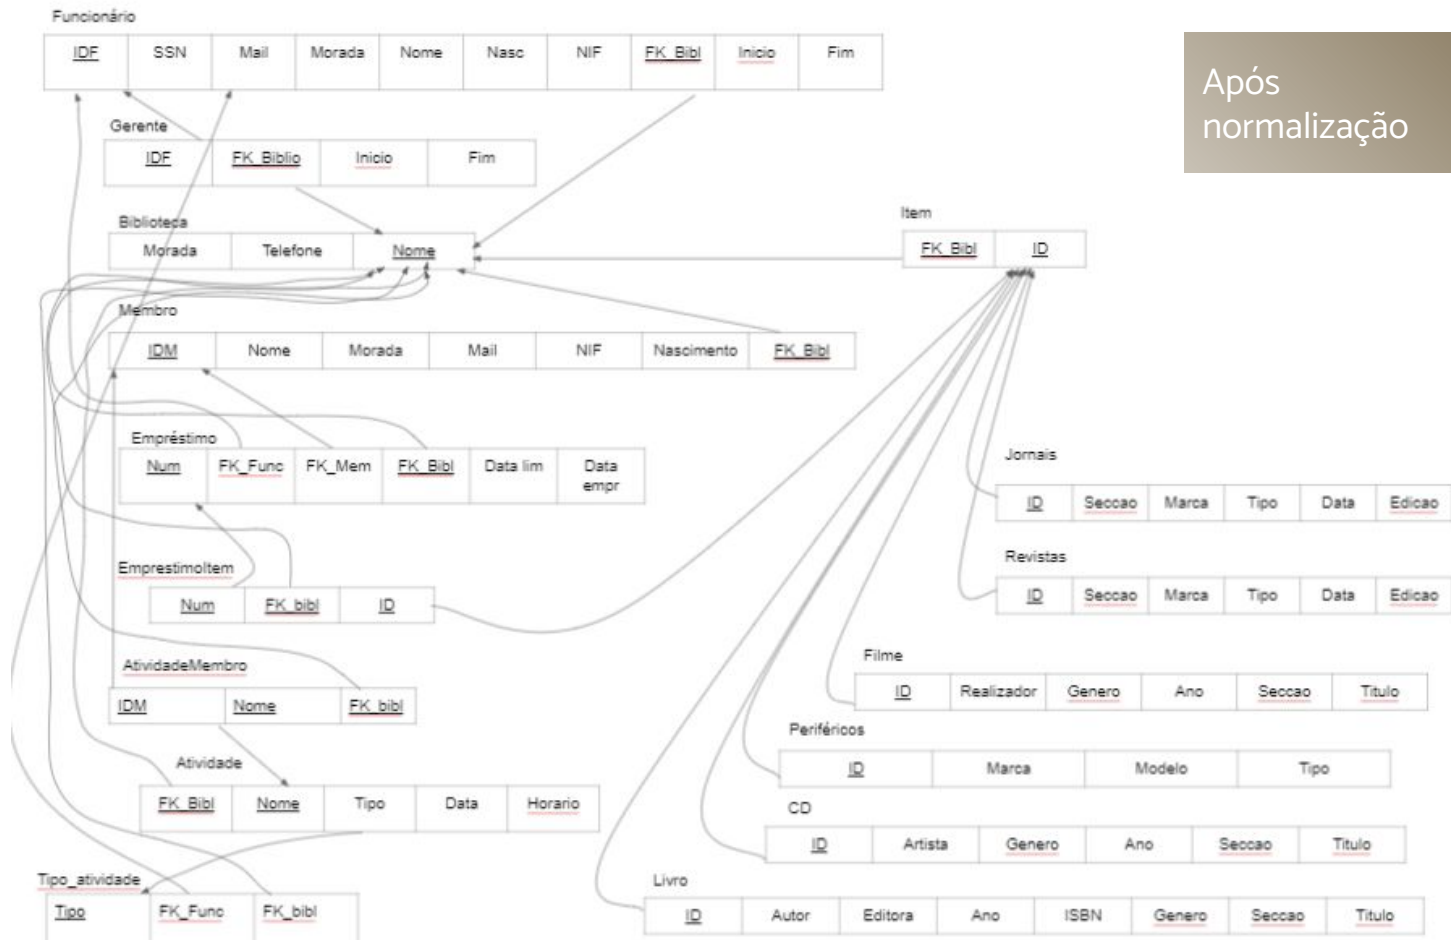 Funcionário
IDF SSN Mail Morada Nome Nasc NIF FK_Bibl Inicio Fim
Após
normalização
Gerente
IDF FK_Biblio Inicio Fim
Biblioteca
Morada Telefone Nome
Item
FK_Bibl ID
Membro
IDM Nome Morada Mail NIF Nascimento FK_Bibl
Empréstimo
Num FK_Func FK_Mem FK_Bibl Data lim Data
empr
Jornais
ID Seccao Marca Tipo Data Edicao
Revistas
ID Seccao Marca Tipo Data Edicao
EmprestimoItem
Num FK_bibl ID
Filme
ID Realizador Genero Ano Seccao Titulo
AtividadeMembro
IDM Nome FK_bibl
Periféricos
ID Marca Modelo Tipo
Atividade
FK_Bibl Nome Tipo Data Horario
CD
ID Artista Genero Ano Seccao Titulo
Tipo_atividade
Tipo FK_Func FK_bibl
Livro
ID Autor Editora Ano ISBN Genero Seccao Titulo